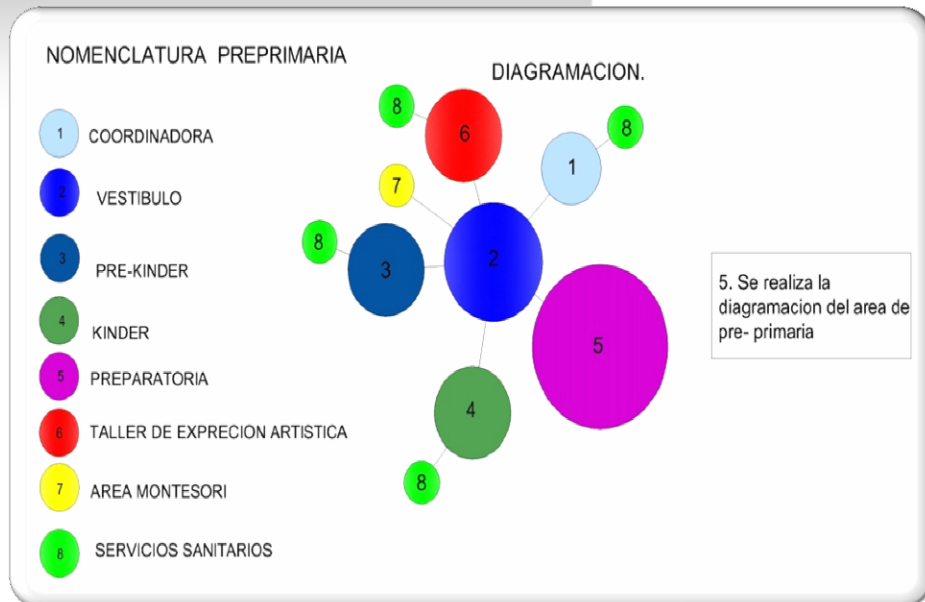 NOMENCLATURA PREPRIMARIA
1 COORDINADORA
2 VESTIBULO
3 PRE-KINDER
4 KINDER
5 PREPARATORIA
6 TALLER DE EXPRECION ARTISTICA
7 AREA MONTESORI
8 SERVICIOS SANITARIOS
DIAGRAMACION.
8
6
8
1
7
2
8
3
5
4
8
5. Se realiza la
diagramacion del area de
pre- primaria